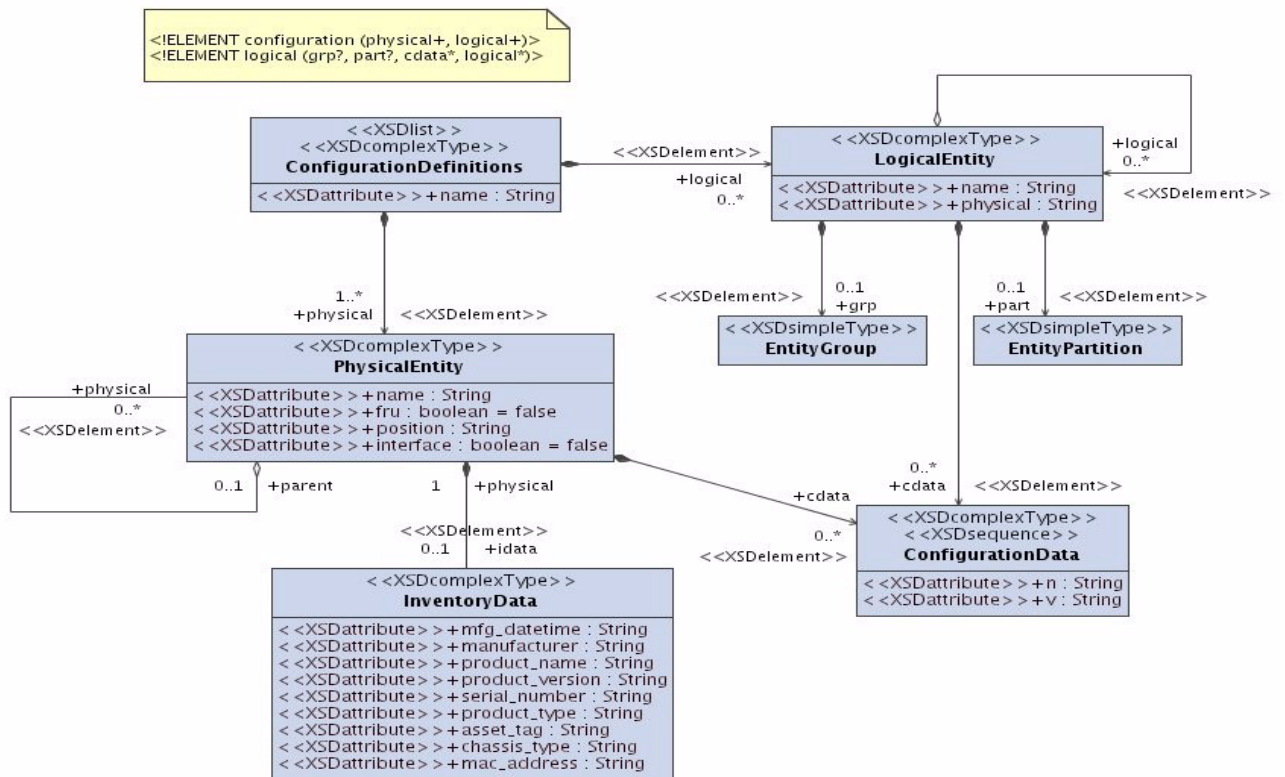 <!ELEMENT configuration (physical+, logical+)>
<!ELEMENT logical (grp?, part?, cdata*, logical*)>
<<XSDlist>>
<<XSDcomplexType>>
ConfigurationDefinitions
<<XSDattribute>>+name : String
<<XSDelement>>
+logical
0..*
<<XSDcomplexType>>
LogicalEntity
<<XSDattribute>>+name : String
<<XSDattribute>>+physical : String
+logical
0..*
<<XSDelement>>
1..*
+physical
<<XSDelement>>
<<XSDelement>>
0..1
+grp
0..1
+part
<<XSDelement>>
<<XSDsimpleType>>
EntityGroup
<<XSDsimpleType>>
EntityPartition
<<XSDcomplexType>>
PhysicalEntity
<<XSDattribute>>+name : String
<<XSDattribute>>+fru : boolean = false
<<XSDattribute>>+position : String
<<XSDattribute>>+interface : boolean = false
+physical
0..*
<<XSDelement>>
0..1
+parent
1
+physical
<<XSDelement>>
0..1
+idata
+cdata
0..*
<<XSDelement>>
0..*
+cdata
<<XSDelement>>
<<XSDcomplexType>>
<<XSDsequence>>
ConfigurationData
<<XSDattribute>>+n : String
<<XSDattribute>>+v : String
<<XSDcomplexType>>
InventoryData
<<XSDattribute>>+mfg_datetime : String
<<XSDattribute>>+manufacturer : String
<<XSDattribute>>+product_name : String
<<XSDattribute>>+product_version : String
<<XSDattribute>>+serial_number : String
<<XSDattribute>>+product_type : String
<<XSDattribute>>+asset_tag : String
<<XSDattribute>>+chassis_type : String
<<XSDattribute>>+mac_address : String